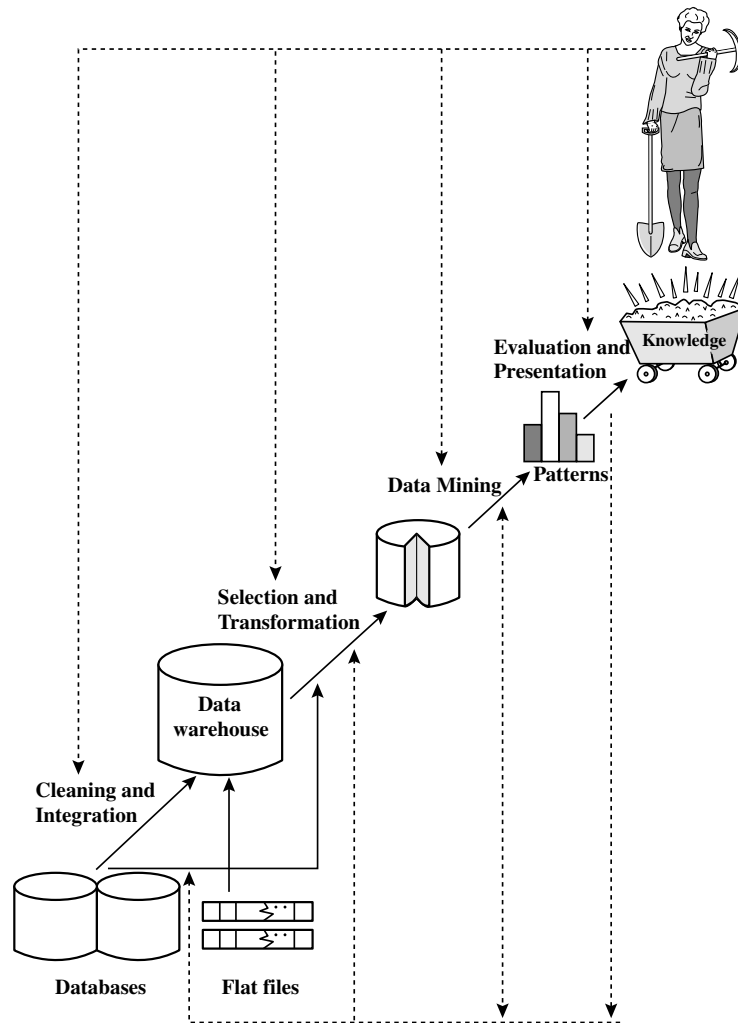 Knowledge
Evaluation and
Presentation
Patterns
Data Mining
Selection and
Transformation
Data
warehouse
Cleaning and
Integration
Databases
Flat files